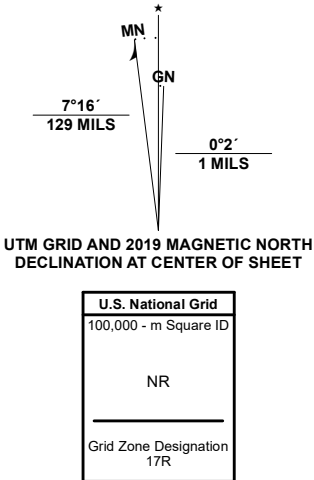 ★
MN
GN
7°16´
129 MILS
0°2´
1 MILS
UTM GRID AND 2019 MAGNETIC NORTH
DECLINATION AT CENTER OF SHEET
U.S. National Grid
100,000 - m Square ID
NR
Grid Zone Designation
17R